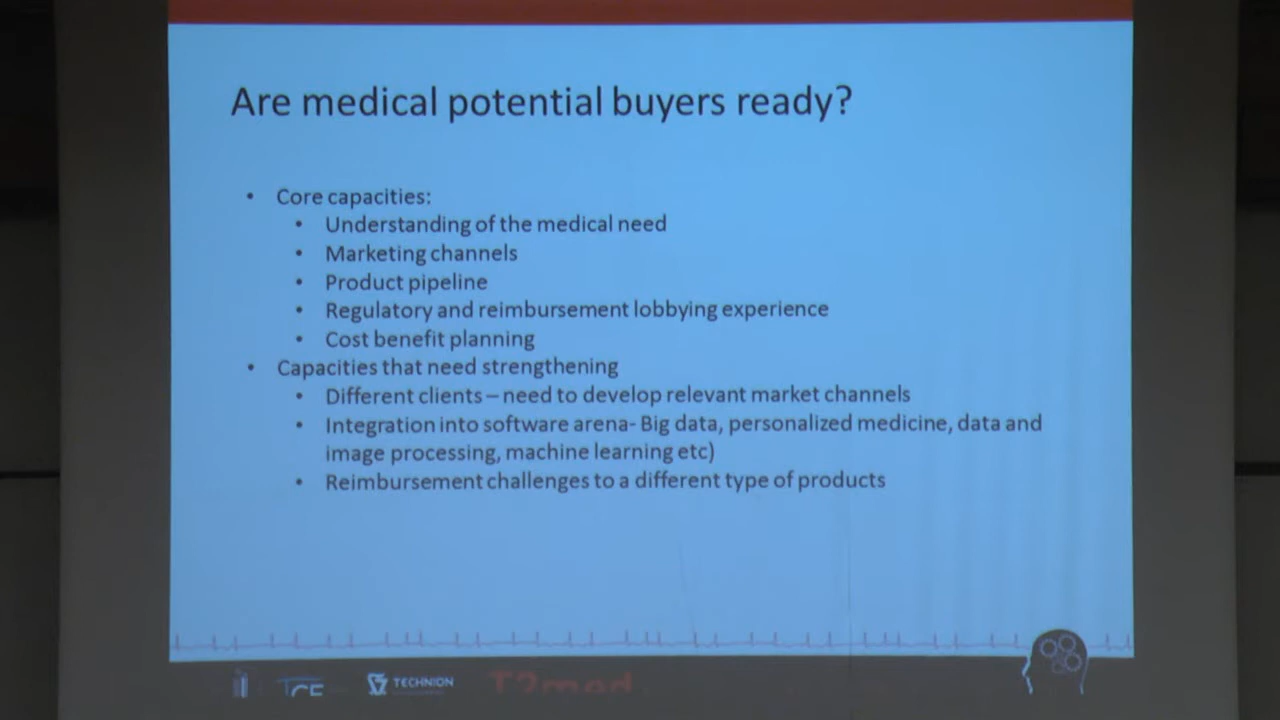 Are medical potential buyers ready?
• Core capacities:
• Understanding of the medical need
• Marketing channels
• Product pipeline
• Regulatory and reimbursement lobbying experience
• Cost benefit planning
• Capacities that need strengthening
• Different clients – need to develop relevant market channels
• Integration into software arena- Big data, personalized medicine, data and
image processing, machine learning etc)
• Reimbursement challenges to a different type of products
TECHNION